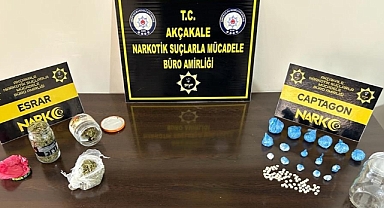 T.C.
AKÇAKALE
NARKOTİK SUÇLARLA MÜCADELE
BÜRO AMİRLİĞİ
ESRAR
NARKO
CAPTAGON
NARKO